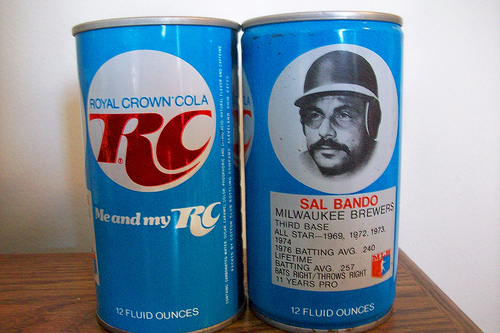 ROYAL CROWN COLA
RC
Me and my RC
12 FLUID OUNCES
SAL BANDO
MILWAUKEE BREWERS
THIRD BASE
ALL STAR—1969, 1972, 1973,
1974
1976 BATTING AVG. .240
LIFETIME
BATTING AVG. .257
BATS RIGHT/THROWS RIGHT
11 YEARS PRO
12 FLUID OUNCES